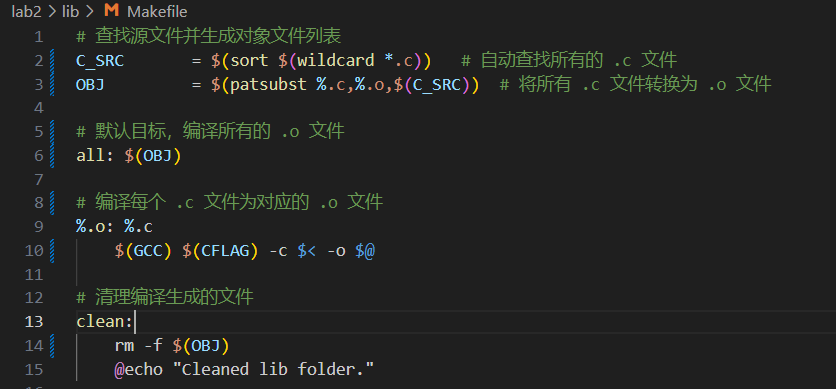 lab2 > lib > M Makefile
1 # 查找源文件并生成对象文件列表
2 C_SRC       = $(sort $(wildcard *.c))   # 自动查找所有的 .c 文件
3 OBJ         = $(patsubst %.c,%.o,$(C_SRC))  # 将所有 .c 文件转换为 .o 文件
4
5 # 默认目标，编译所有的 .o 文件
6 all: $(OBJ)
7
8 # 编译每个 .c 文件为对应的 .o 文件
9 %.o: %.c
10     $(GCC) $(CFLAG) -c $< -o $@
11
12 # 清理编译生成的文件
13 clean:
14     rm -f $(OBJ)
15     @echo "Cleaned lib folder."
16